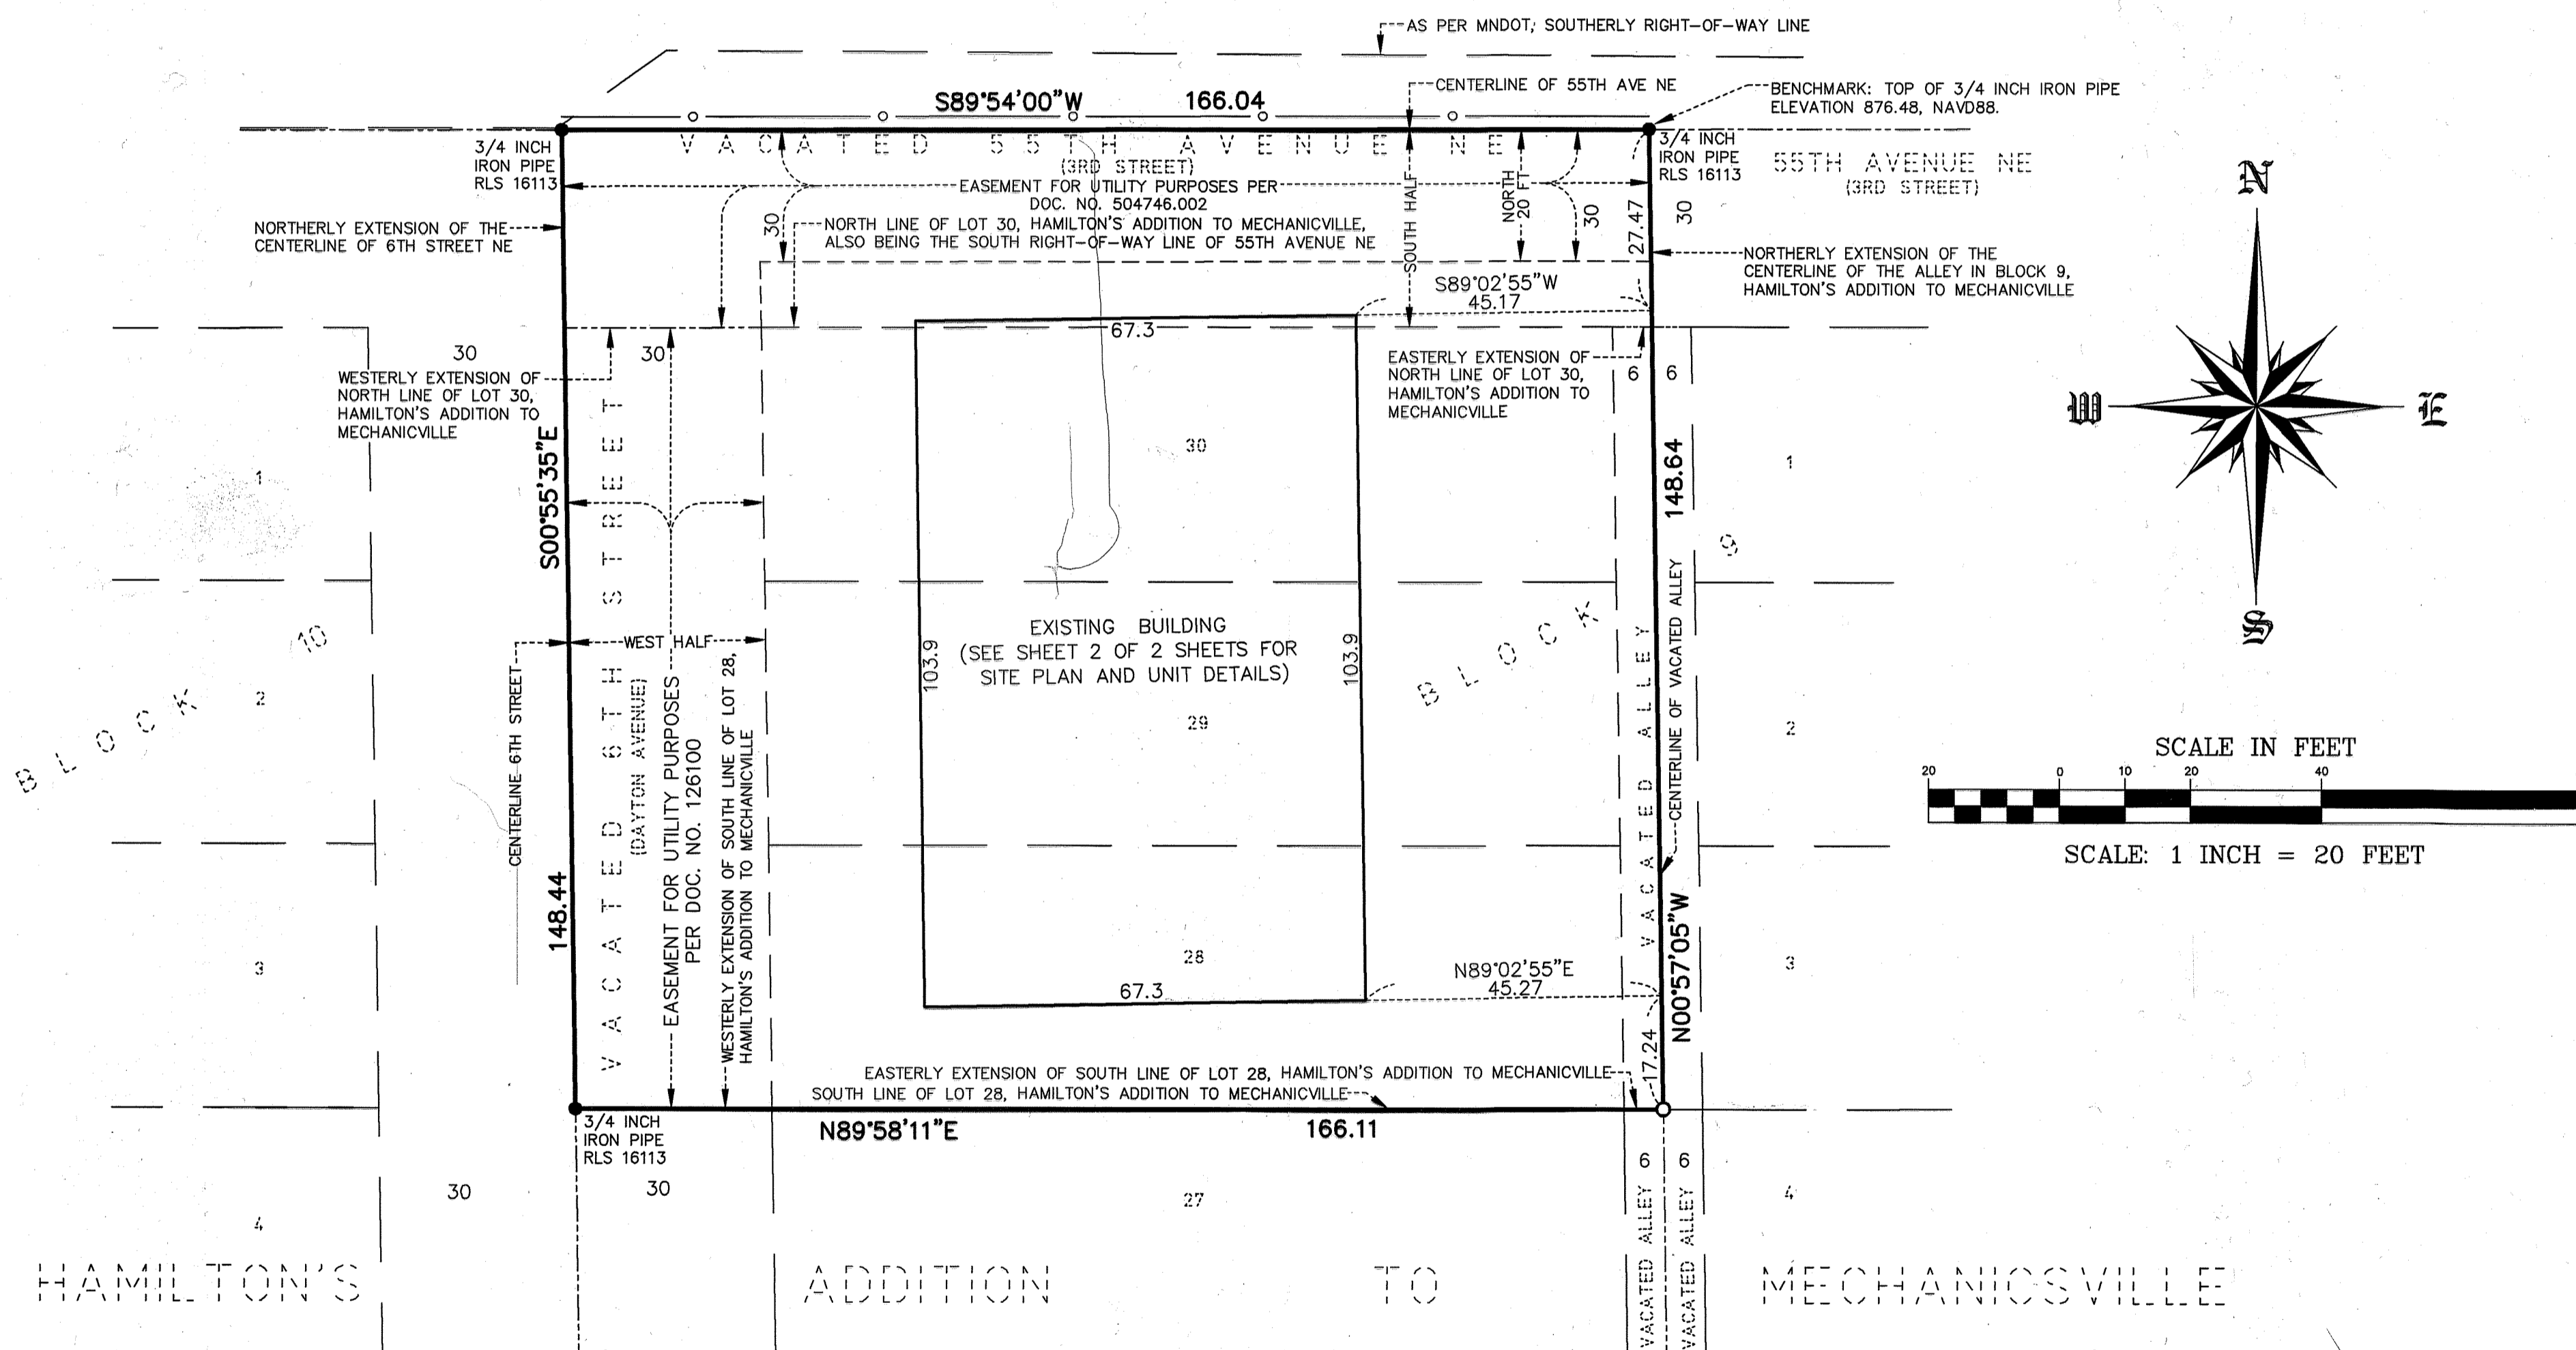 AS PER MNDOT; SOUTHERLY RIGHT-OF-WAY LINE
CENTERLINE OF 55TH AVE NE
BENCHMARK: TOP OF 3/4 INCH IRON PIPE
ELEVATION 876.48, NAVD88.
S89°54'00"W 166.04
VACATED 55TH AVENUE NE
(3RD STREET)
3/4 INCH
IRON PIPE
RLS 16113
3/4 INCH
IRON PIPE
RLS 16113
55TH AVENUE NE
(3RD STREET)
EASEMENT FOR UTILITY PURPOSES PER
DOC. NO. 504746.002
NORTHERLY EXTENSION OF THE
CENTERLINE OF 6TH STREET NE
30
NORTH LINE OF LOT 30, HAMILTON'S ADDITION TO MECHANICVILLE,
ALSO BEING THE SOUTH RIGHT-OF-WAY LINE OF 55TH AVENUE NE
SOUTH HALF
NORTH
20 FT
30
27.47
30
NORTHERLY EXTENSION OF THE
CENTERLINE OF THE ALLEY IN BLOCK 9,
HAMILTON'S ADDITION TO MECHANICVILLE
S89°02'55"W
45.17
67.3
30
30
WESTERLY EXTENSION OF
NORTH LINE OF LOT 30,
HAMILTON'S ADDITION TO
MECHANICVILLE
EASTERLY EXTENSION OF
NORTH LINE OF LOT 30,
HAMILTON'S ADDITION TO
MECHANICVILLE
6 6
N
W
E
S
1
30
1
S00°55'35"E
148.64
9
BLOCK 10
BLOCK
EXISTING BUILDING
(SEE SHEET 2 OF 2 SHEETS FOR
SITE PLAN AND UNIT DETAILS)
103.9
103.9
WEST HALF
CENTERLINE 6TH STREET
VACATED 6TH STREET
(DAYTON AVENUE)
EASEMENT FOR UTILITY PURPOSES
PER DOC. NO. 126100
WESTERLY EXTENSION OF SOUTH LINE OF LOT 28,
HAMILTON'S ADDITION TO MECHANICVILLE
VACATED ALLEY
CENTERLINE OF VACATED ALLEY
2
29
2
SCALE IN FEET
20 0 10 20 40
SCALE: 1 INCH = 20 FEET
148.44
3
28
3
N89°02'55"E
45.27
67.3
N00°57'05"W
17.24
EASTERLY EXTENSION OF SOUTH LINE OF LOT 28, HAMILTON'S ADDITION TO MECHANICVILLE
SOUTH LINE OF LOT 28, HAMILTON'S ADDITION TO MECHANICVILLE
3/4 INCH
IRON PIPE
RLS 16113
N89°58'11"E 166.11
6 6
30
30
27
4
4
VACATED ALLEY
VACATED ALLEY
HAMILTON'S ADDITION TO MECHANICSVILLE